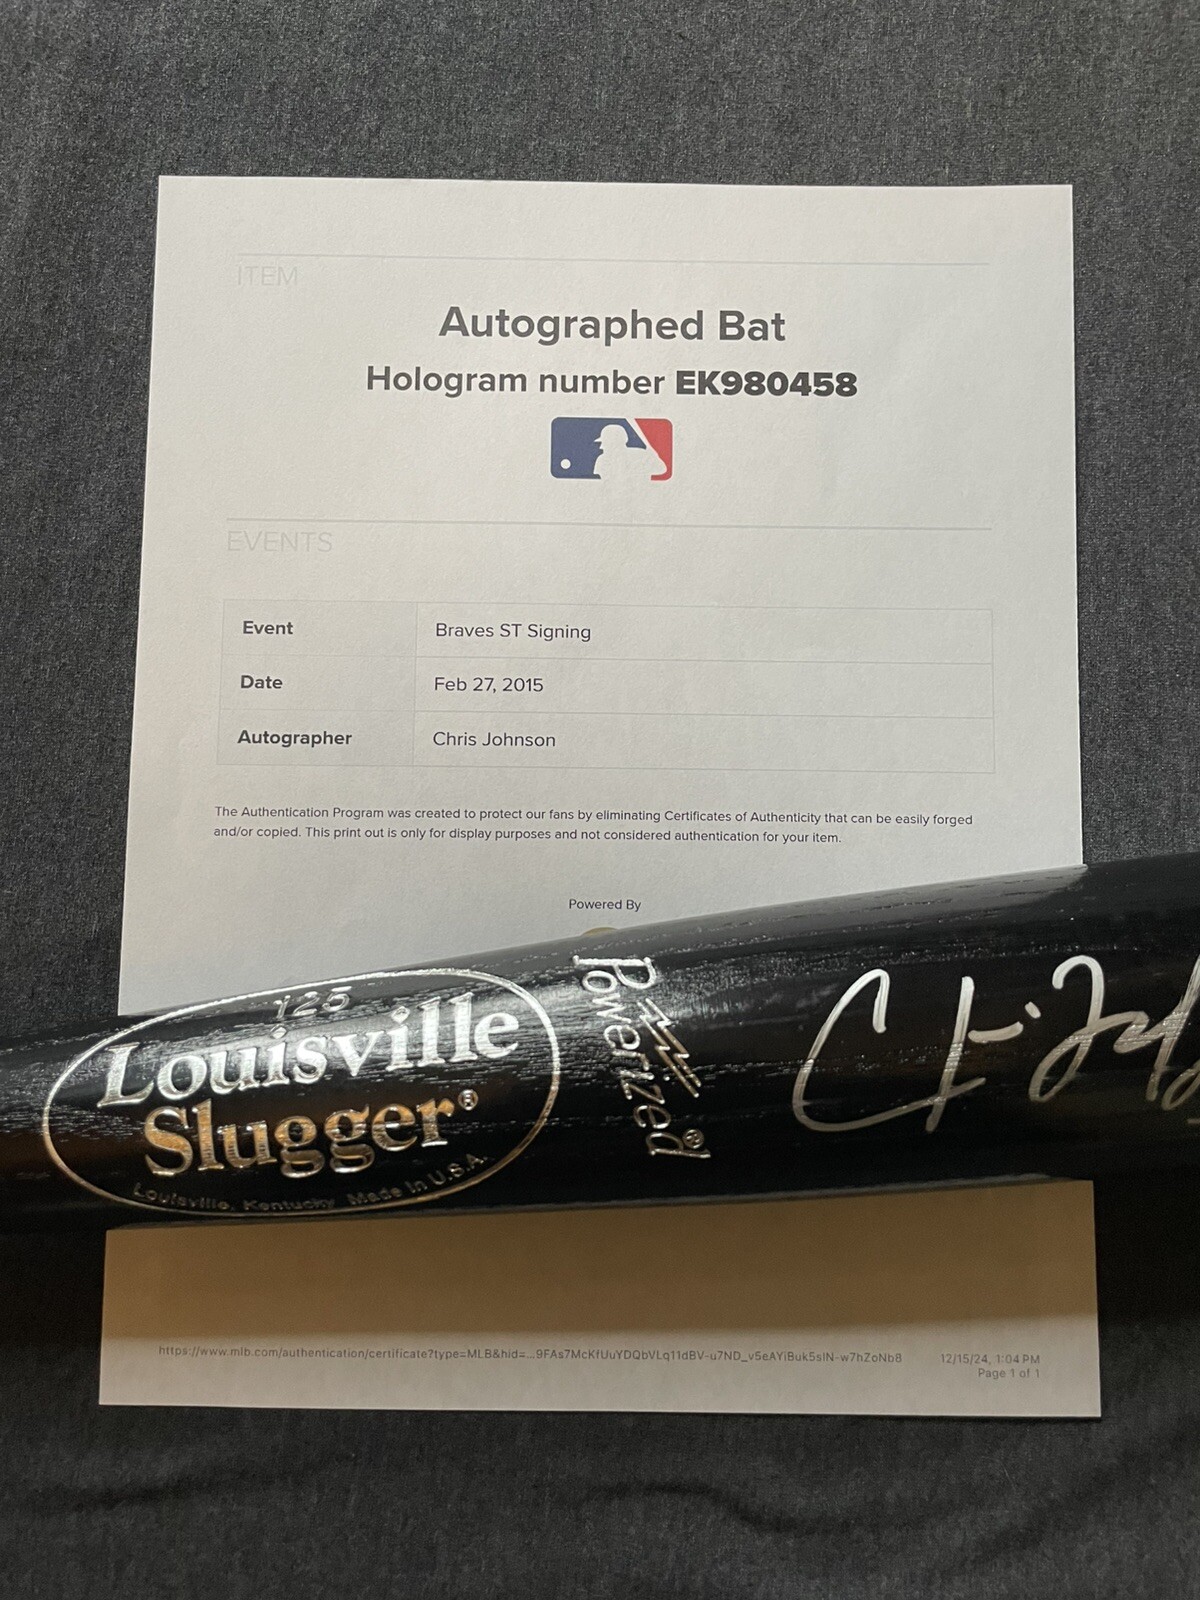 ITEM
Autographed Bat
Hologram number EK980458
EVENTS
Event Braves ST Signing
Date Feb 27, 2015
Autographer Chris Johnson
The Authentication Program was created to protect our fans by eliminating Certificates of Authenticity that can be easily forged
and/or copied. This print out is only for display purposes and not considered authentication for your item.
Powered By
125
Louisville
Slugger®
Louisville, Kentucky Made in U.S.A.
Powerized®
https://www.mlb.com/authentication/certificate?type=MLB&hid=...9FAs7McKfUuYDQbVLq11dBV-u7ND_v5eAYiBuk5sIN-w7hZoNb8 12/15/24, 1:04 PM
Page 1 of 1